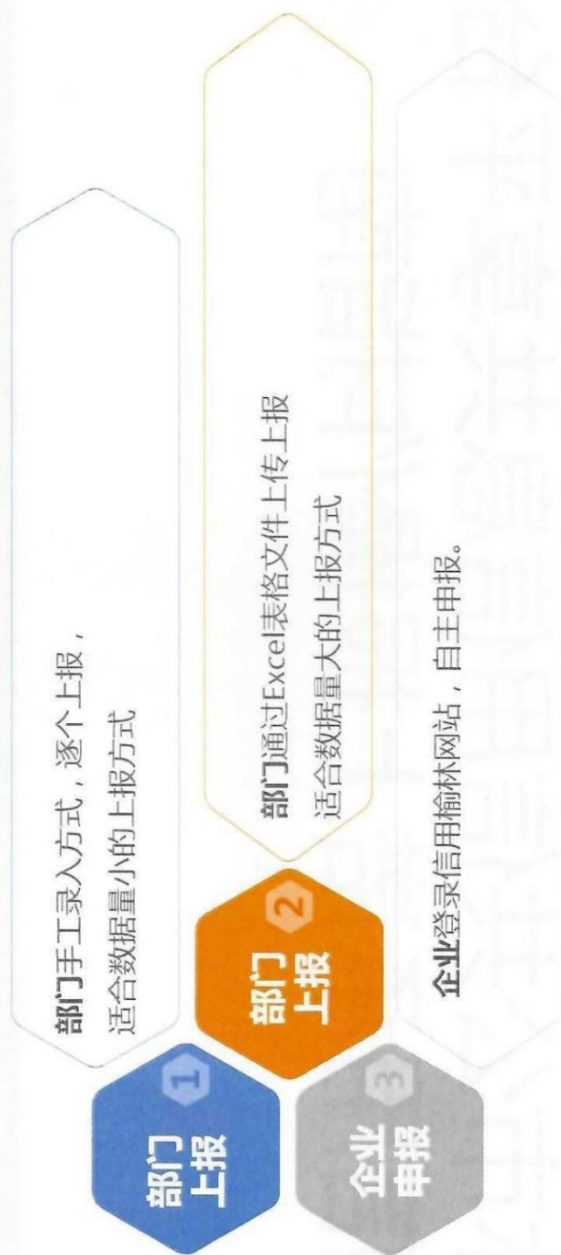 部门
上报
1
部门手工录入方式，逐个上报，
适合数据量小的上报方式
部门
上报
2
部门通过Excel表格文件上传上报
适合数据量大的上报方式
企业
申报
3
企业登录信用榆林网站，自主申报。